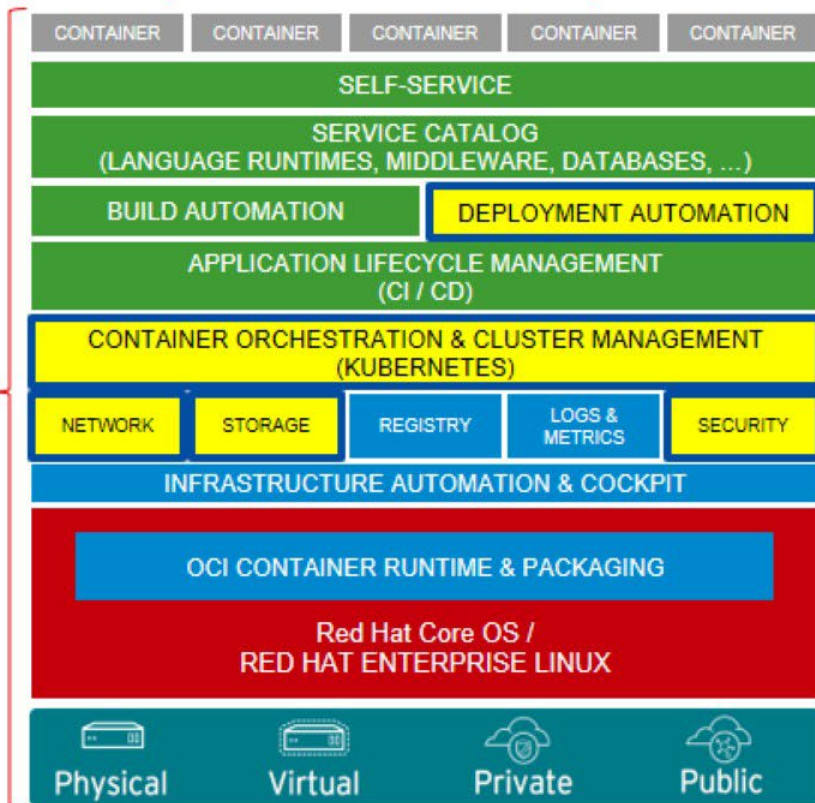 CONTAINER CONTAINER CONTAINER CONTAINER CONTAINER
SELF-SERVICE
SERVICE CATALOG
(LANGUAGE RUNTIMES, MIDDLEWARE, DATABASES, ...)
BUILD AUTOMATION
DEPLOYMENT AUTOMATION
APPLICATION LIFECYCLE MANAGEMENT
(CI / CD)
CONTAINER ORCHESTRATION & CLUSTER MANAGEMENT
(KUBERNETES)
NETWORK
STORAGE
REGISTRY
LOGS &
METRICS
SECURITY
INFRASTRUCTURE AUTOMATION & COCKPIT
OCI CONTAINER RUNTIME & PACKAGING
Red Hat Core OS /
RED HAT ENTERPRISE LINUX
Physical Virtual Private Public